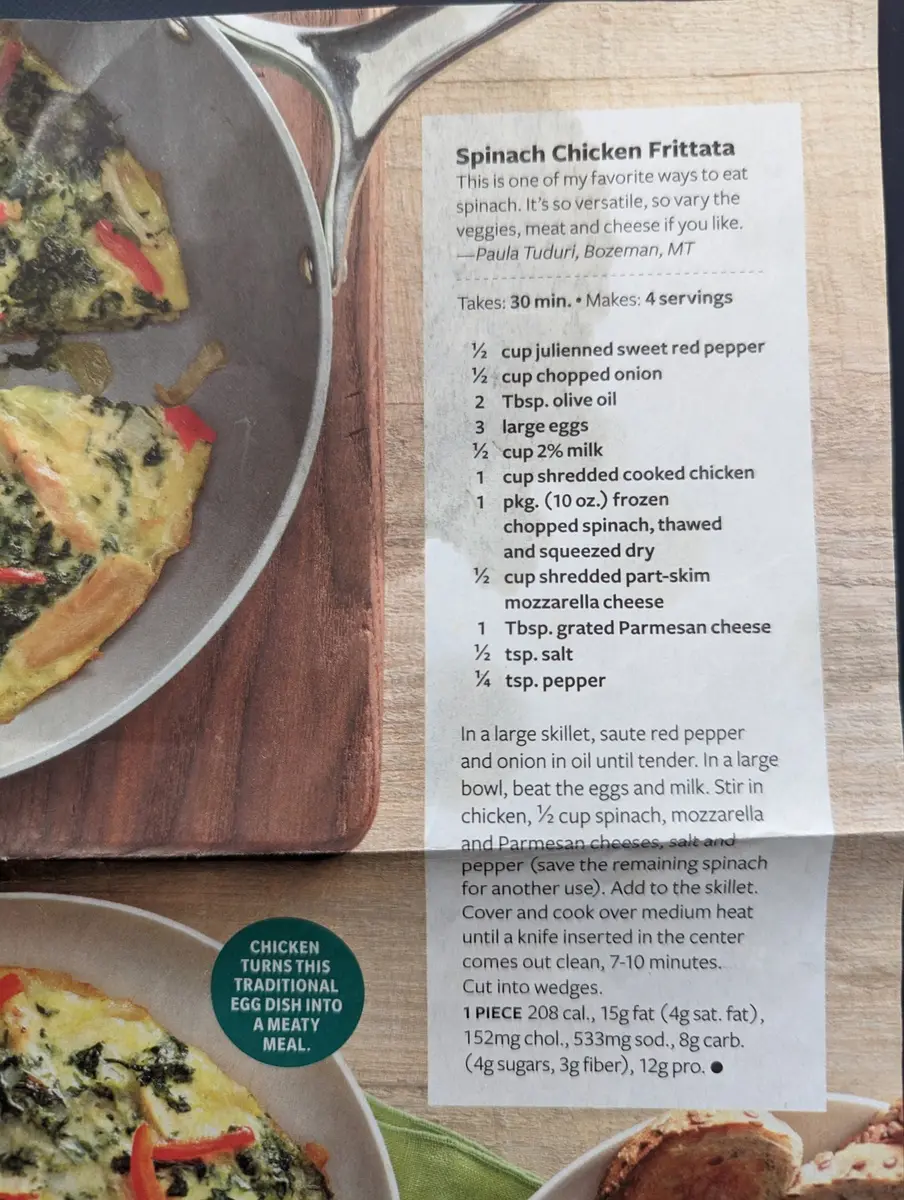 Spinach Chicken Frittata
This is one of my favorite ways to eat
spinach. It's so versatile, so vary the
veggies, meat and cheese if you like.
—Paula Tuduri, Bozeman, MT
Takes: 30 min. • Makes: 4 servings
½ cup julienned sweet red pepper
½ cup chopped onion
2 Tbsp. olive oil
3 large eggs
½ cup 2% milk
1 cup shredded cooked chicken
1 pkg. (10 oz.) frozen
chopped spinach, thawed
and squeezed dry
½ cup shredded part-skim
mozzarella cheese
1 Tbsp. grated Parmesan cheese
½ tsp. salt
¼ tsp. pepper
In a large skillet, saute red pepper
and onion in oil until tender. In a large
bowl, beat the eggs and milk. Stir in
chicken, ½ cup spinach, mozzarella
and Parmesan cheeses, salt and
pepper (save the remaining spinach
for another use). Add to the skillet.
Cover and cook over medium heat
until a knife inserted in the center
comes out clean, 7-10 minutes.
Cut into wedges.
1 PIECE 208 cal., 15g fat (4g sat. fat),
152mg chol., 533mg sod., 8g carb.
(4g sugars, 3g fiber), 12g pro. ●
CHICKEN
TURNS THIS
TRADITIONAL
EGG DISH INTO
A MEATY
MEAL.